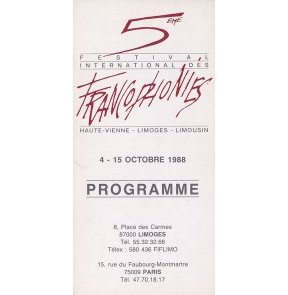 5EME
FESTIVAL
INTERNATIONAL DES
FRANCOPHONIES
HAUTE-VIENNE - LIMOGES - LIMOUSIN
4 - 15 OCTOBRE 1988
PROGRAMME
8, Place des Carmes
87000 LIMOGES
Tél. 55.32.32.66
Télex : 580 436 FIFLIMO
15, rue du Faubourg-Montmartre
75009 PARIS
Tél. 47.70.18.17